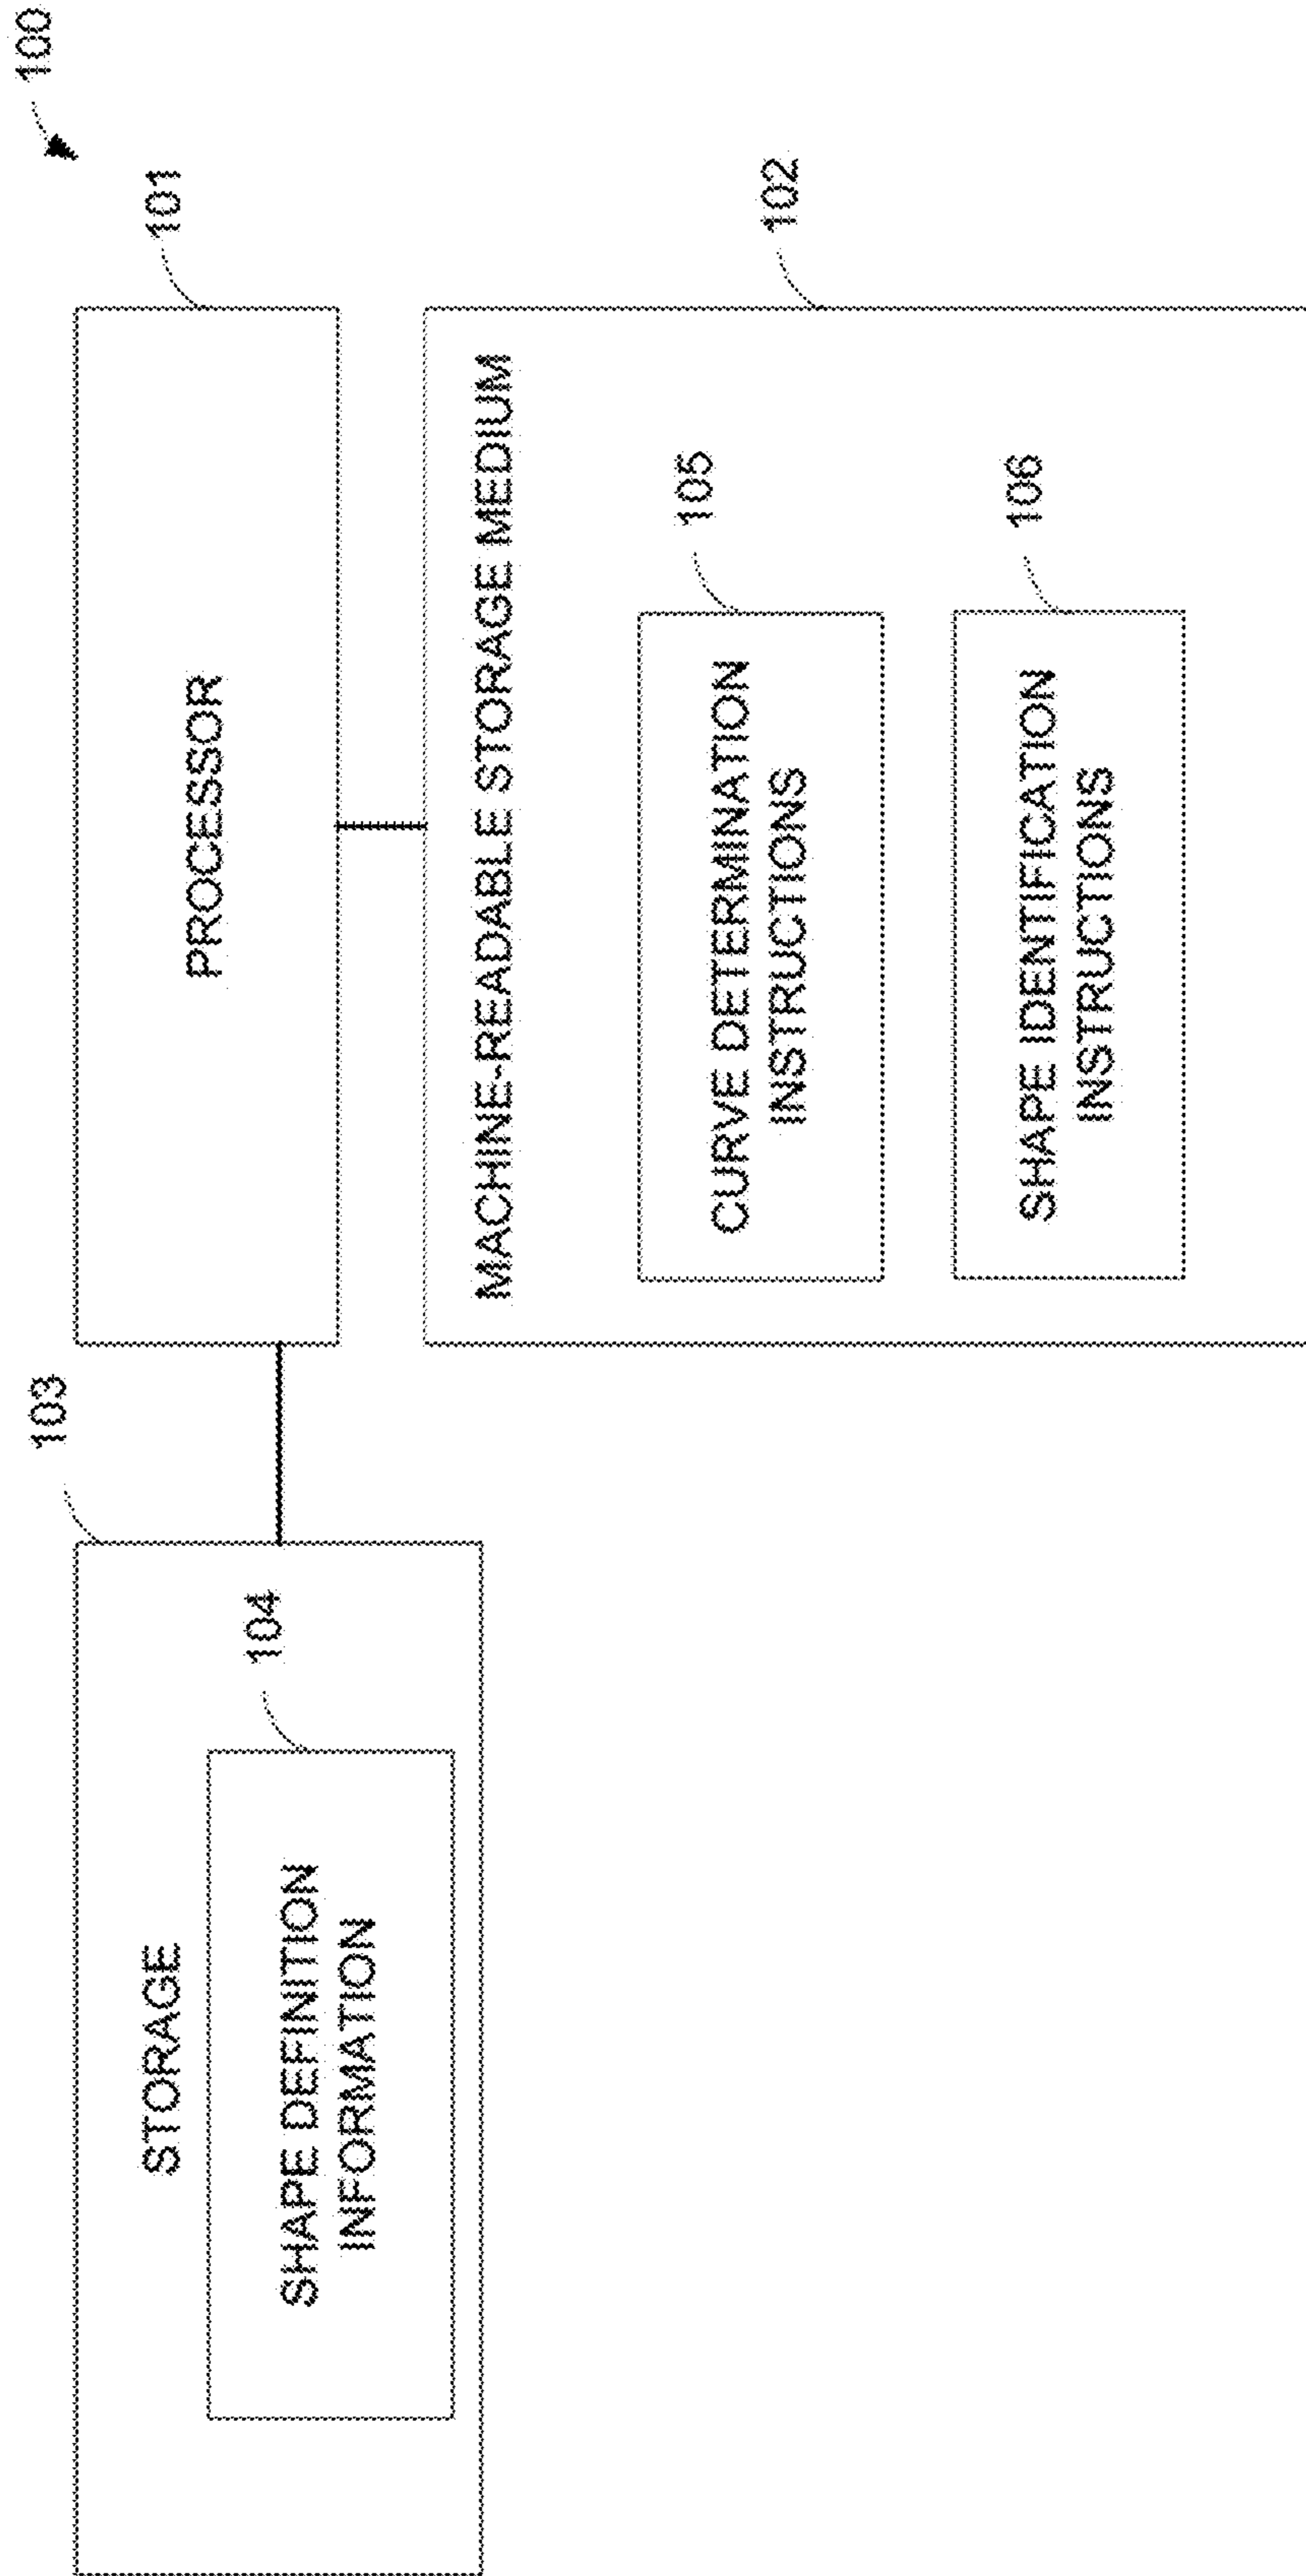 100
103
STORAGE
104
SHAPE DEFINITION
INFORMATION
101
PROCESSOR
102
MACHINE-READABLE STORAGE MEDIUM
105
CURVE DETERMINATION
INSTRUCTIONS
106
SHAPE IDENTIFICATION
INSTRUCTIONS